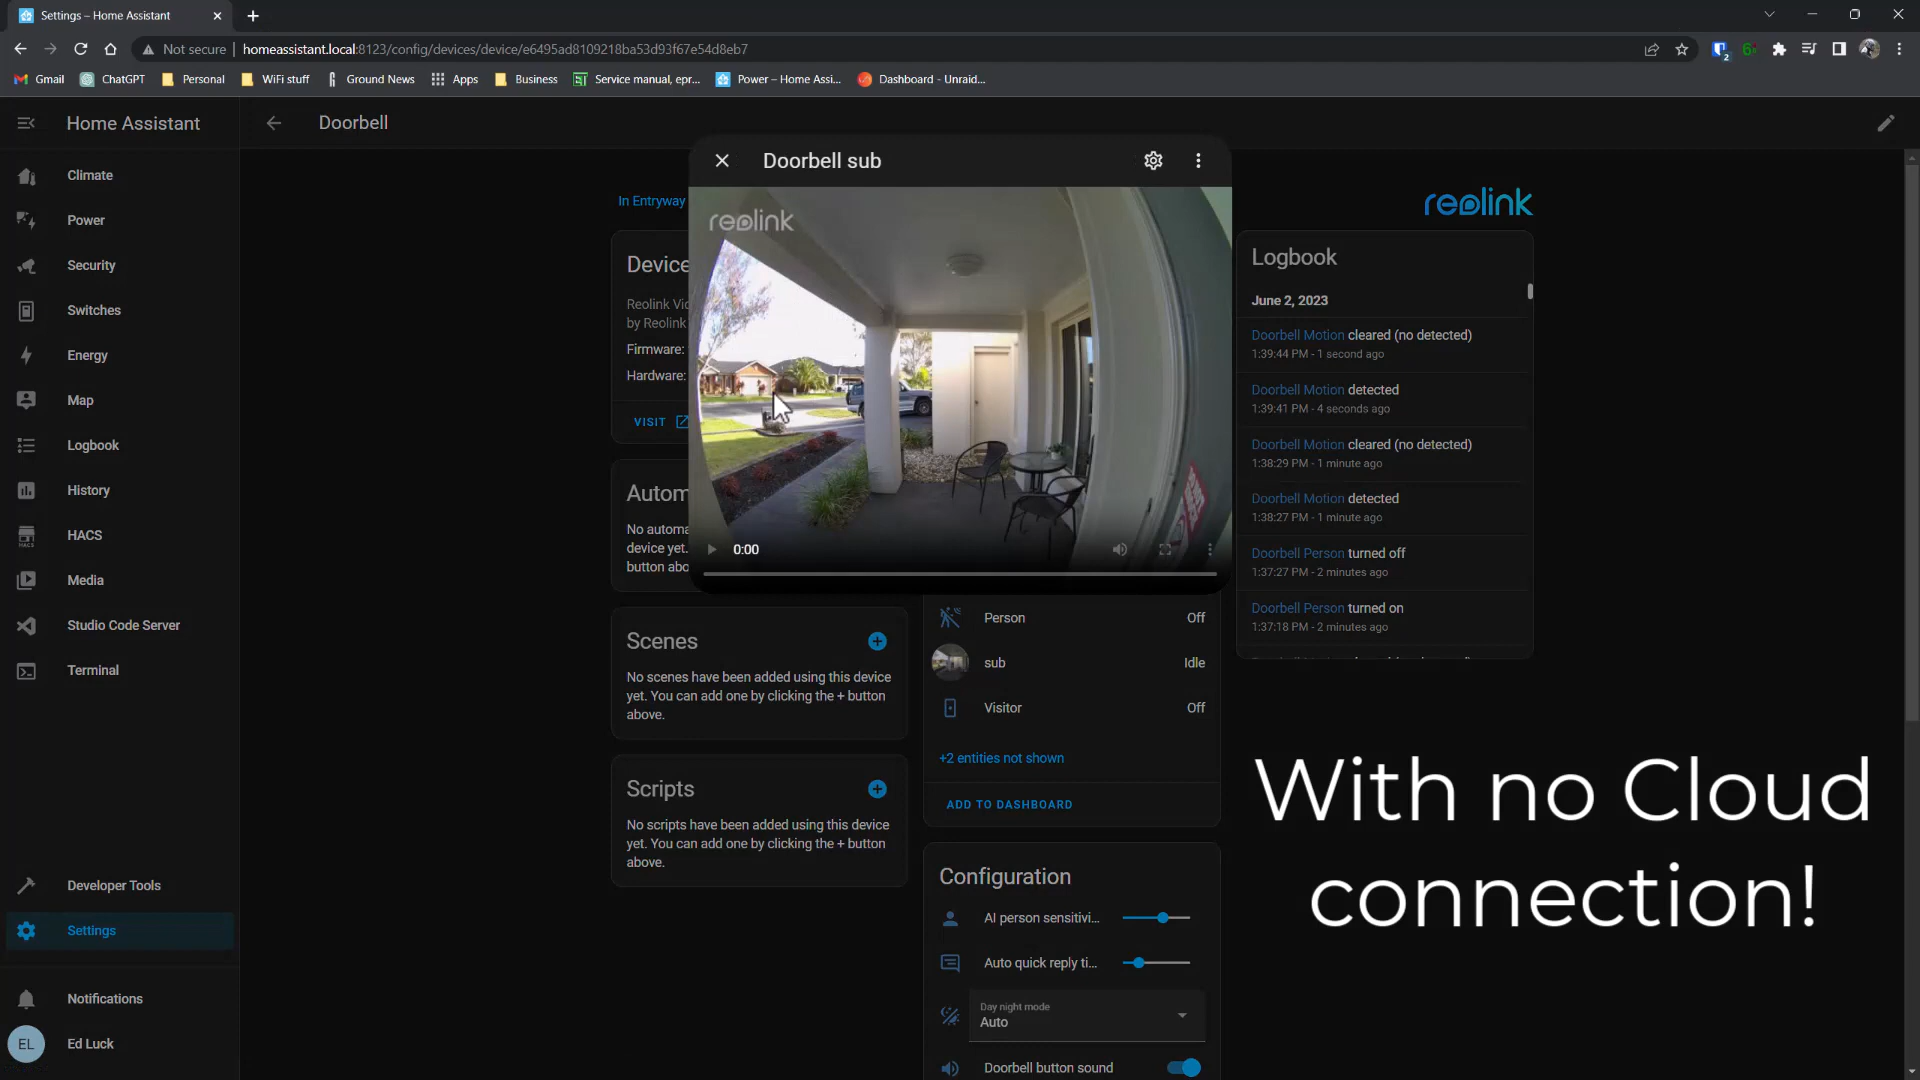 Settings – Home Assistant
Not secure | homeassistant.local:8123/config/devices/device/e6495ad8109218ba53d93f67e54d8eb7
2
Gmail
ChatGPT
Personal
WiFi stuff
Ground News
Apps
Business
Service manual, epr...
Power – Home Assi...
Dashboard - Unraid...
Home Assistant
Doorbell
Climate
Power
Security
Switches
Energy
Map
Logbook
History
HACS
HACS
Media
Studio Code Server
Terminal
Developer Tools
Settings
Notifications
EL
Ed Luck
In Entryway
Device
Reolink Vid
by Reolink
Firmware:
Hardware:
VISIT
Autom
No automa
device yet.
button abo
Scenes
No scenes have been added using this device
yet. You can add one by clicking the + button
above.
Scripts
No scripts have been added using this device
yet. You can add one by clicking the + button
above.
Doorbell sub
reolink
0:00
Person
Off
sub
Idle
Visitor
Off
+2 entities not shown
ADD TO DASHBOARD
Configuration
AI person sensitivi...
Auto quick reply ti...
Day night mode
Auto
Doorbell button sound
reolink
Logbook
June 2, 2023
Doorbell Motion cleared (no detected)
1:39:44 PM - 1 second ago
Doorbell Motion detected
1:39:41 PM - 4 seconds ago
Doorbell Motion cleared (no detected)
1:38:29 PM - 1 minute ago
Doorbell Motion detected
1:38:27 PM - 1 minute ago
Doorbell Person turned off
1:37:27 PM - 2 minutes ago
Doorbell Person turned on
1:37:18 PM - 2 minutes ago
With no Cloud
connection!